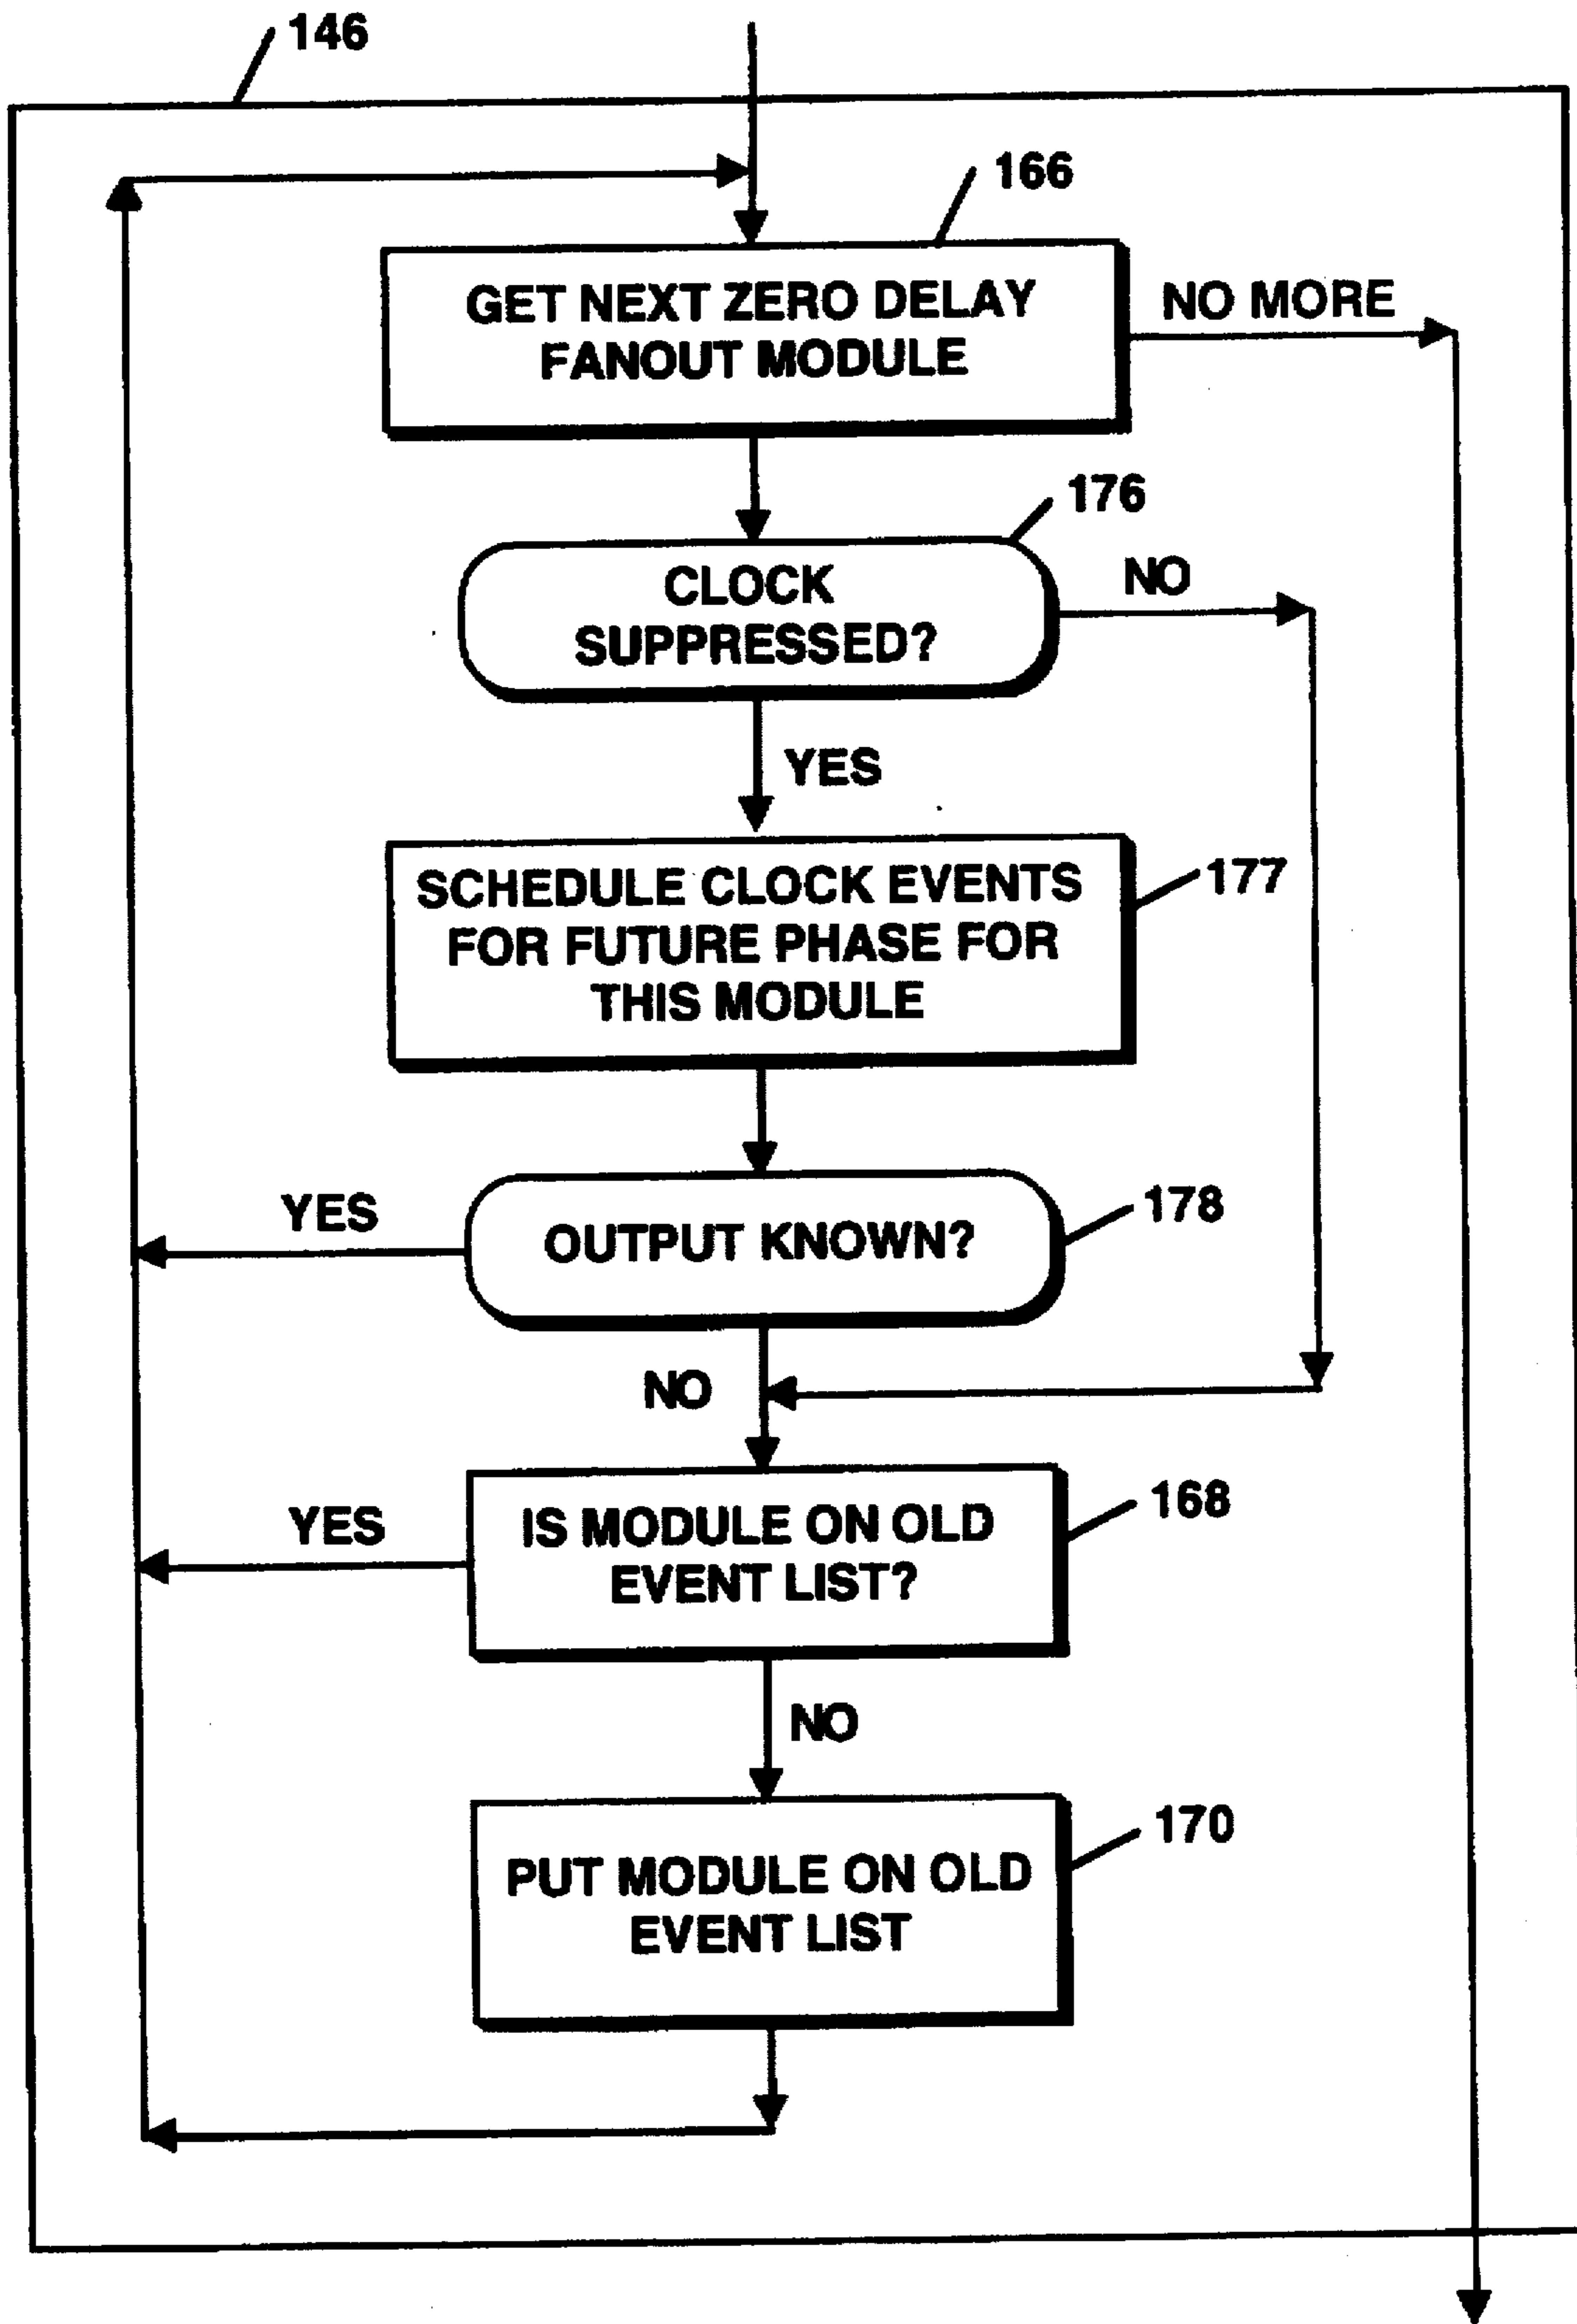 146
166
GET NEXT ZERO DELAY
FANOUT MODULE
NO MORE
176
CLOCK
SUPPRESSED?
NO
YES
SCHEDULE CLOCK EVENTS
FOR FUTURE PHASE FOR
THIS MODULE
177
YES
OUTPUT KNOWN?
178
NO
YES
IS MODULE ON OLD
EVENT LIST?
168
NO
PUT MODULE ON OLD
EVENT LIST
170